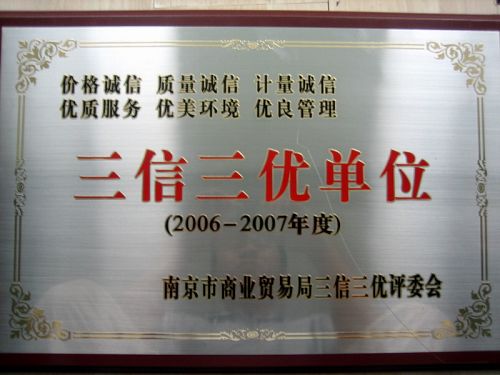 价格诚信 质量诚信 计量诚信
优质服务 优美环境 优良管理
三信三优单位
(2006-2007年度)
南京市商业贸易局三信三优评委会